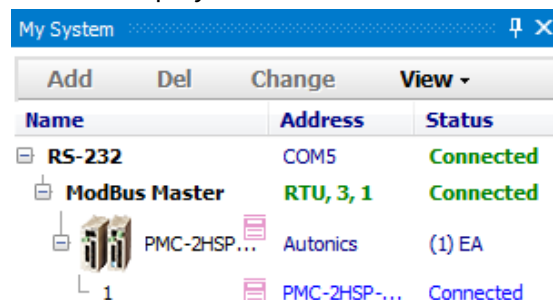 My System
Add Del Change View
Name Address Status
RS-232 COM5 Connected
ModBus Master RTU, 3, 1 Connected
PMC-2HSP... Autonics (1) EA
1 PMC-2HSP-... Connected